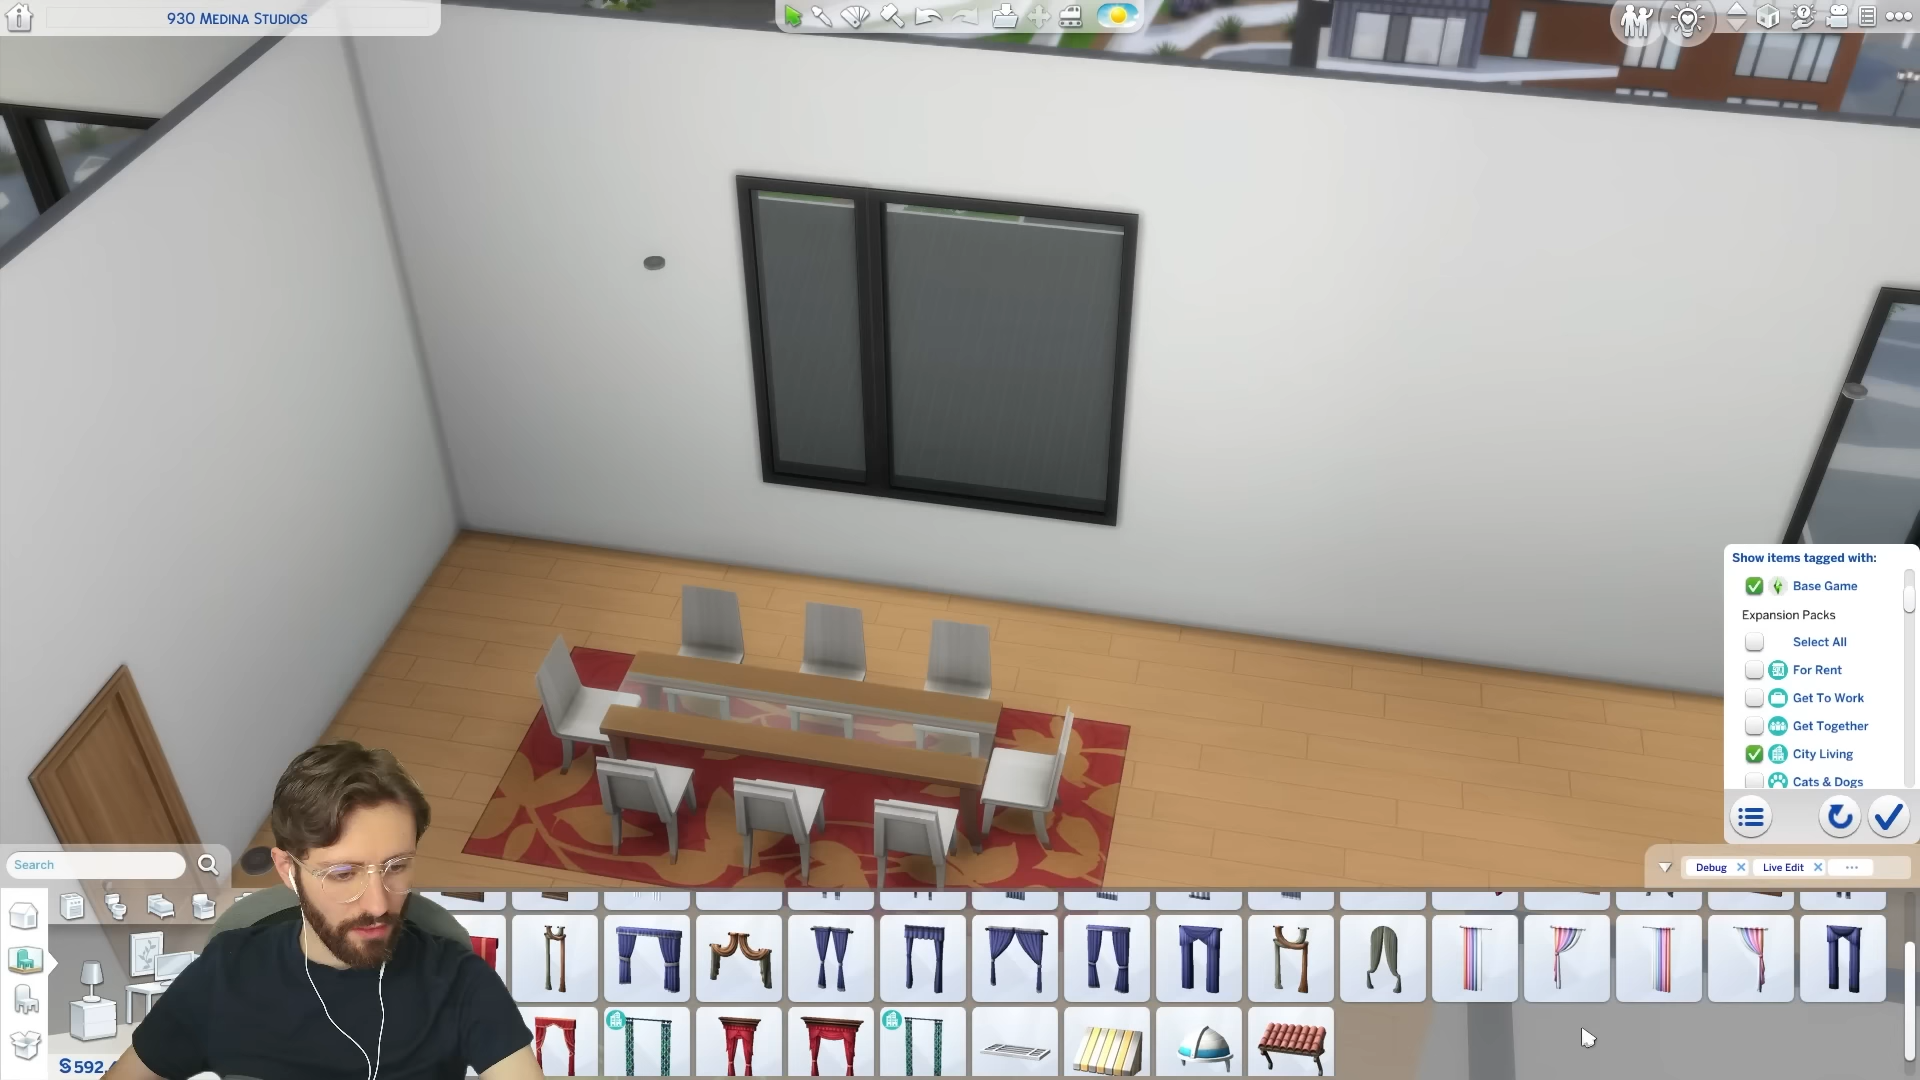 930 Medina Studios
Show items tagged with:
Base Game
Expansion Packs
Select All
For Rent
Get To Work
Get Together
City Living
Cats & Dogs
Search
Debug
Live Edit
...
§592,